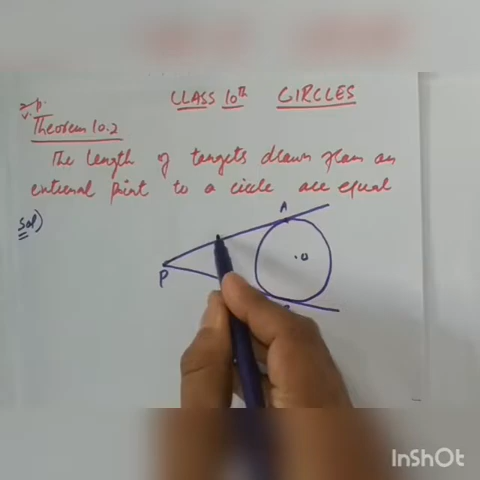 CLASS 10th CIRCLES
v. p.
Theorem 10.2
The length of tangets drawn from an
external point to a circle are equal
Sol)
A
O
P
InShOt